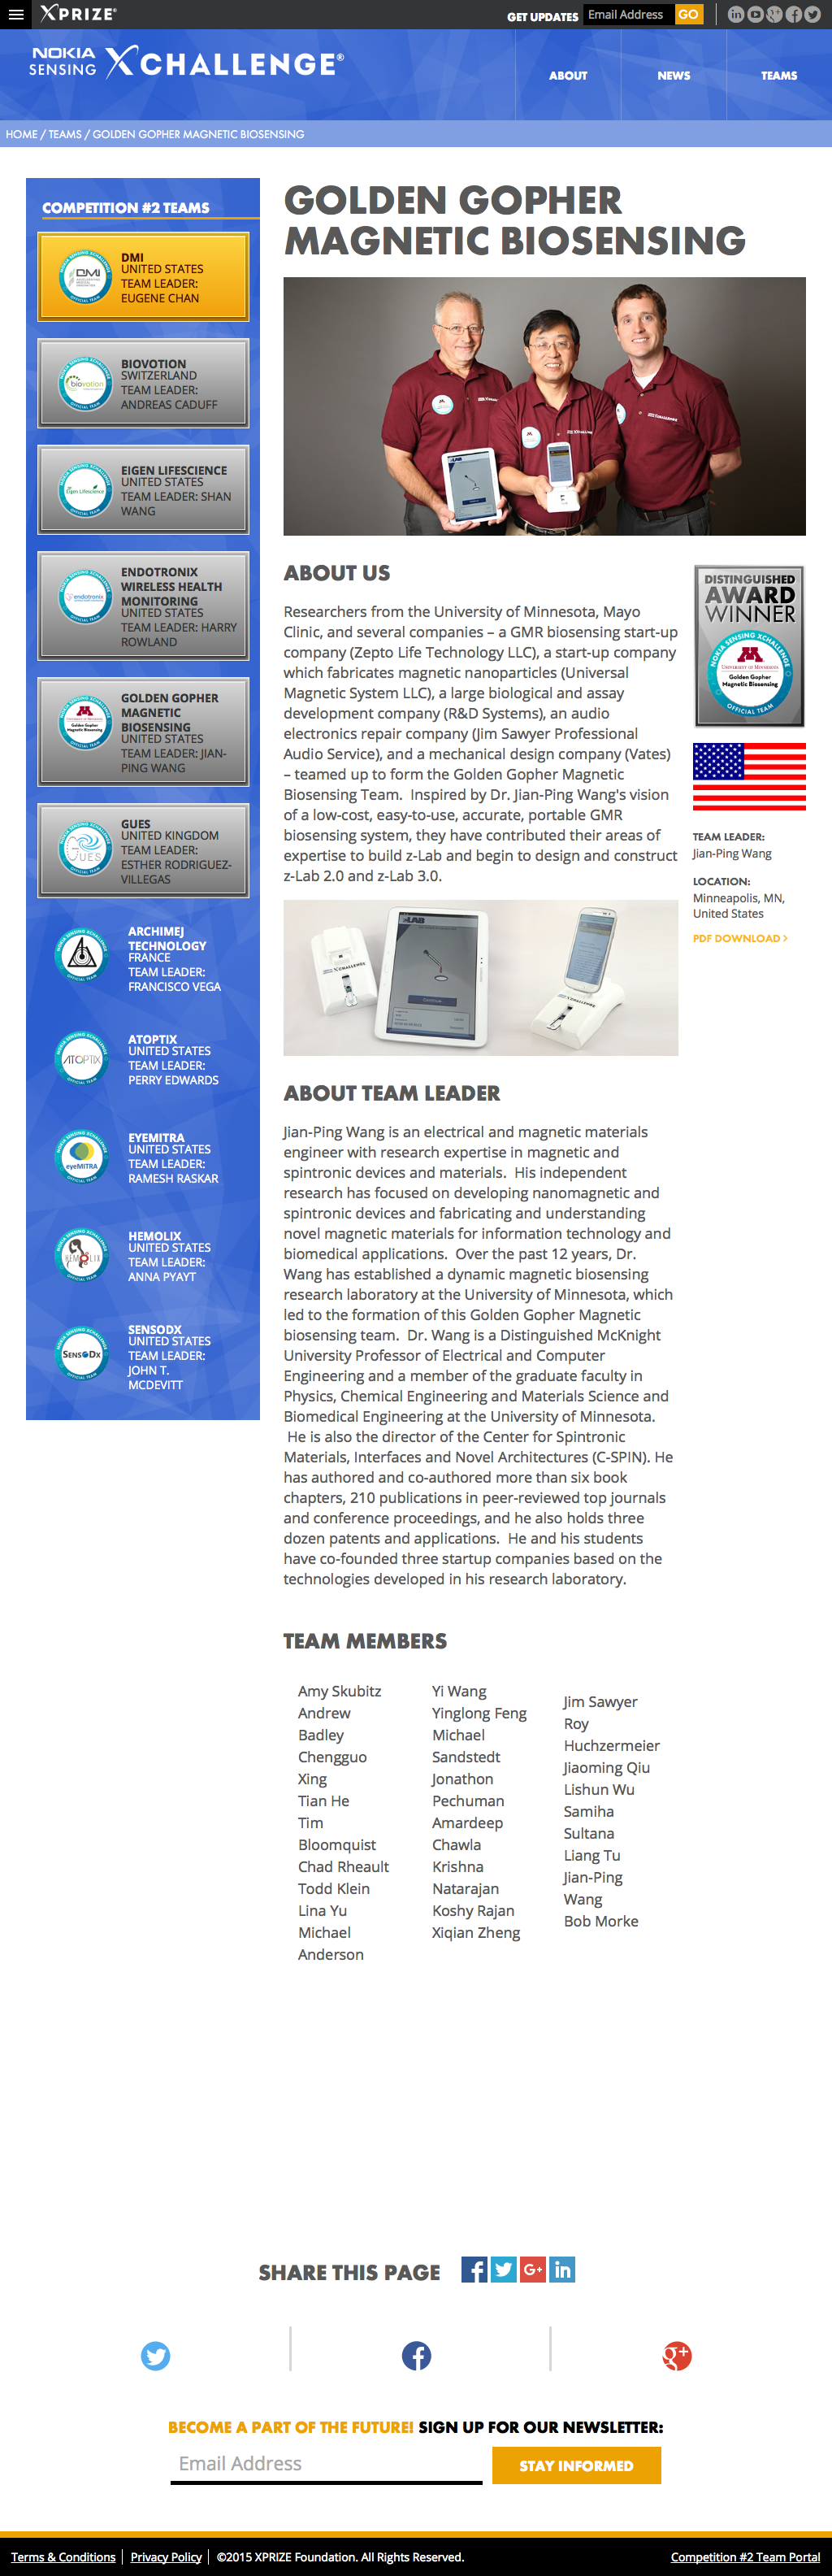 XPRIZE®
GET UPDATES Email Address GO
NOKIA
SENSING XCHALLENGE®
ABOUT NEWS TEAMS
HOME / TEAMS / GOLDEN GOPHER MAGNETIC BIOSENSING
COMPETITION #2 TEAMS
DMI
DMI
UNITED STATES
TEAM LEADER:
EUGENE CHAN
biovotion
BIOVOTION
SWITZERLAND
TEAM LEADER:
ANDREAS CADUFF
Eigen Lifescience
EIGEN LIFESCIENCE
UNITED STATES
TEAM LEADER: SHAN
WANG
endotronix
ENDOTRONIX
WIRELESS HEALTH
MONITORING
UNITED STATES
TEAM LEADER: HARRY
ROWLAND
Golden Gopher
Magnetic Biosensing
GOLDEN GOPHER
MAGNETIC
BIOSENSING
UNITED STATES
TEAM LEADER: JIAN-
PING WANG
GUES
GUES
UNITED KINGDOM
TEAM LEADER:
ESTHER RODRIGUEZ-
VILLEGAS
ARCHIMEJ
TECHNOLOGY
FRANCE
TEAM LEADER:
FRANCISCO VEGA
ATOPTIX
ATOPTIX
UNITED STATES
TEAM LEADER:
PERRY EDWARDS
eyeMITRA
EYEMITRA
UNITED STATES
TEAM LEADER:
RAMESH RASKAR
HEMOLIX
HEMOLIX
UNITED STATES
TEAM LEADER:
ANNA PYAYT
SENSODX
SENSODX
UNITED STATES
TEAM LEADER:
JOHN T.
MCDEVITT
GOLDEN GOPHER
MAGNETIC BIOSENSING
XCHALLENGE
ABOUT US
Researchers from the University of Minnesota, Mayo
Clinic, and several companies – a GMR biosensing start-up
company (Zepto Life Technology LLC), a start-up company
which fabricates magnetic nanoparticles (Universal
Magnetic System LLC), a large biological and assay
development company (R&D Systems), an audio
electronics repair company (Jim Sawyer Professional
Audio Service), and a mechanical design company (Vates)
– teamed up to form the Golden Gopher Magnetic
Biosensing Team.  Inspired by Dr. Jian-Ping Wang's vision
of a low-cost, easy-to-use, accurate, portable GMR
biosensing system, they have contributed their areas of
expertise to build z-Lab and begin to design and construct
z-Lab 2.0 and z-Lab 3.0.
DISTINGUISHED
AWARD
WINNER
NOKIA SENSING XCHALLENGE
UNIVERSITY OF MINNESOTA
Golden Gopher
Magnetic Biosensing
OFFICIAL TEAM
TEAM LEADER:
Jian-Ping Wang
LOCATION:
Minneapolis, MN,
United States
PDF DOWNLOAD >
XCHALLENGE
Continue
ABOUT TEAM LEADER
Jian-Ping Wang is an electrical and magnetic materials
engineer with research expertise in magnetic and
spintronic devices and materials.  His independent
research has focused on developing nanomagnetic and
spintronic devices and fabricating and understanding
novel magnetic materials for information technology and
biomedical applications.  Over the past 12 years, Dr.
Wang has established a dynamic magnetic biosensing
research laboratory at the University of Minnesota, which
led to the formation of this Golden Gopher Magnetic
biosensing team.  Dr. Wang is a Distinguished McKnight
University Professor of Electrical and Computer
Engineering and a member of the graduate faculty in
Physics, Chemical Engineering and Materials Science and
Biomedical Engineering at the University of Minnesota.
He is also the director of the Center for Spintronic
Materials, Interfaces and Novel Architectures (C-SPIN). He
has authored and co-authored more than six book
chapters, 210 publications in peer-reviewed top journals
and conference proceedings, and he also holds three
dozen patents and applications.  He and his students
have co-founded three startup companies based on the
technologies developed in his research laboratory.
TEAM MEMBERS
Amy Skubitz
Andrew
Badley
Chengguo
Xing
Tian He
Tim
Bloomquist
Chad Rheault
Todd Klein
Lina Yu
Michael
Anderson
Yi Wang
Yinglong Feng
Michael
Sandstedt
Jonathon
Pechuman
Amardeep
Chawla
Krishna
Natarajan
Koshy Rajan
Xiqian Zheng
Jim Sawyer
Roy
Huchzermeier
Jiaoming Qiu
Lishun Wu
Samiha
Sultana
Liang Tu
Jian-Ping
Wang
Bob Morke
SHARE THIS PAGE
BECOME A PART OF THE FUTURE! SIGN UP FOR OUR NEWSLETTER:
Email Address STAY INFORMED
Terms & Conditions Privacy Policy ©2015 XPRIZE Foundation. All Rights Reserved. Competition #2 Team Portal